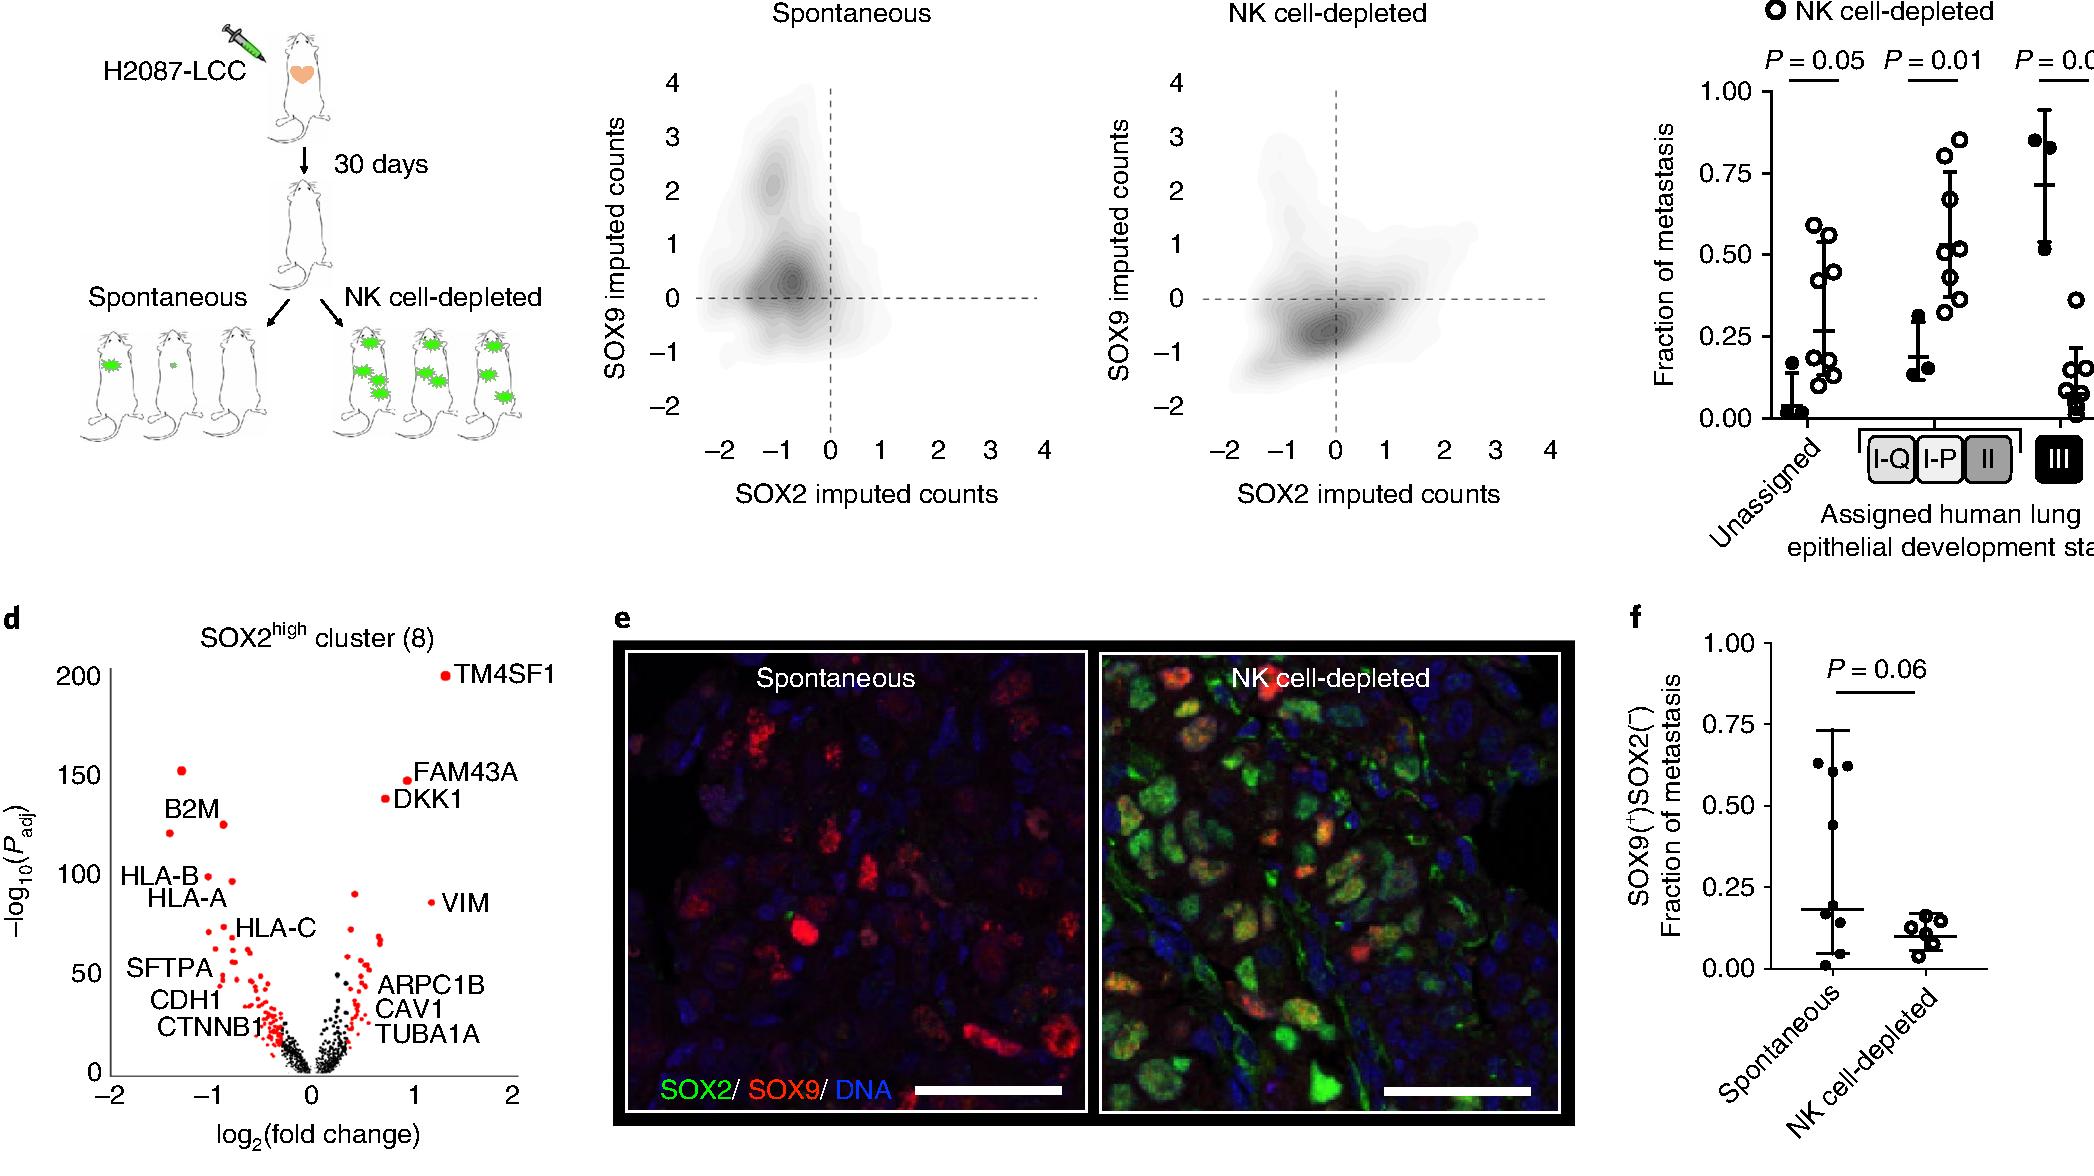 H2087-LCC
30 days
Spontaneous
NK cell-depleted
Spontaneous
SOX9 imputed counts
4
3
2
1
0
–1
–2
–2 –1 0 1 2 3 4
SOX2 imputed counts
NK cell-depleted
SOX9 imputed counts
4
3
2
1
0
–1
–2
–2 –1 0 1 2 3 4
SOX2 imputed counts
NK cell-depleted
P = 0.05 P = 0.01 P = 0.0
Fraction of metastasis
1.00
0.75
0.50
0.25
0.00
Unassigned
I-Q I-P II III
Assigned human lung
epithelial development sta
d
SOX2high cluster (8)
–log10(Padj)
200
150
100
50
0
TM4SF1
FAM43A
DKK1
B2M
HLA-B
HLA-A
VIM
HLA-C
SFTPA
CDH1
CTNNB1
ARPC1B
CAV1
TUBA1A
–2 –1 0 1 2
log2(fold change)
e
Spontaneous
NK cell-depleted
SOX2/ SOX9/ DNA
f
SOX9(+)SOX2(–)
Fraction of metastasis
1.00
0.75
0.50
0.25
0.00
P = 0.06
Spontaneous
NK cell-depleted